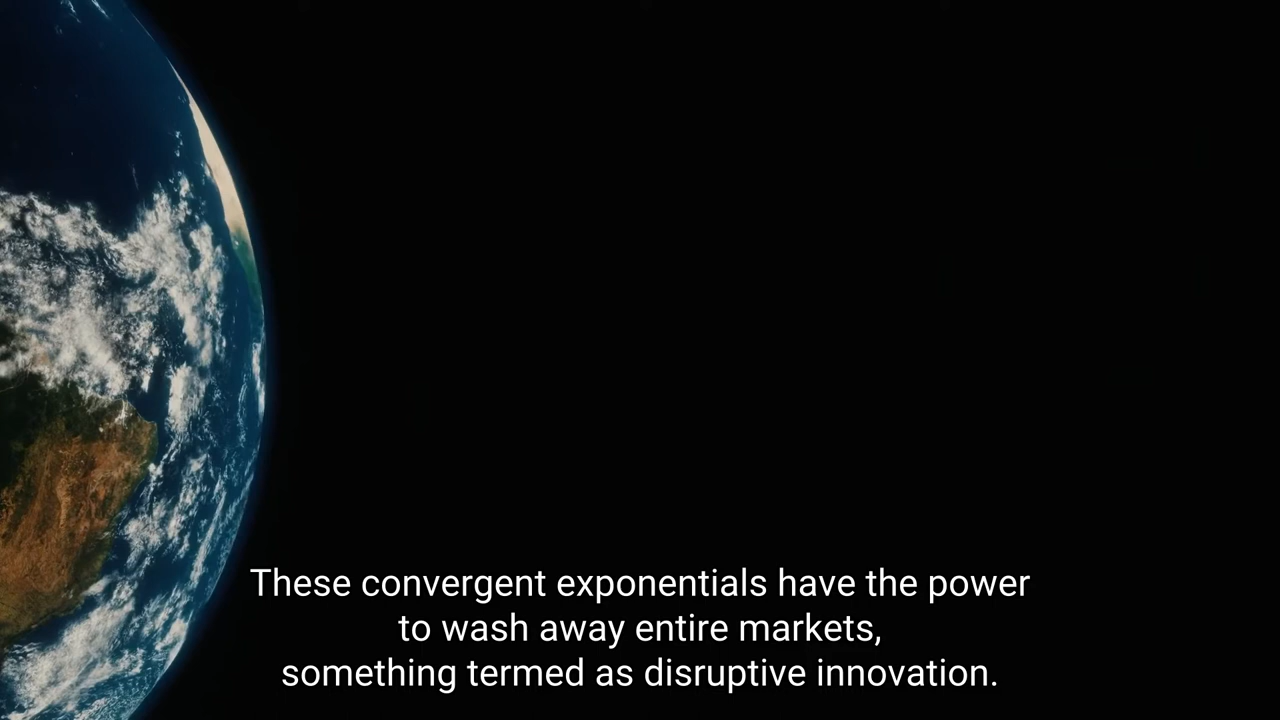 These convergent exponentials have the power
to wash away entire markets,
something termed as disruptive innovation.